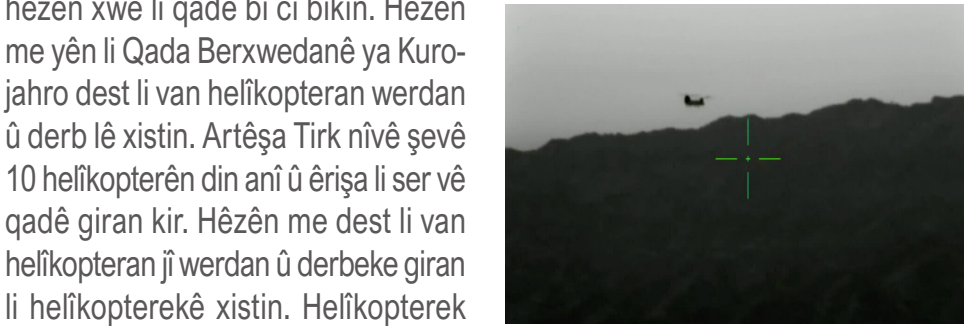 hêzên xwe li qadê bi cî bikin. Hêzên
me yên li Qada Berxwedanê ya Kuro-
jahro dest li van helîkopteran werdan
û derb lê xistin. Artêşa Tirk nîvê şevê
10 helîkopterên din anî û êrişa li ser vê
qadê giran kir. Hêzên me dest li van
helîkopteran jî werdan û derbeke giran
li helîkopterekê xistin. Helîkopterek